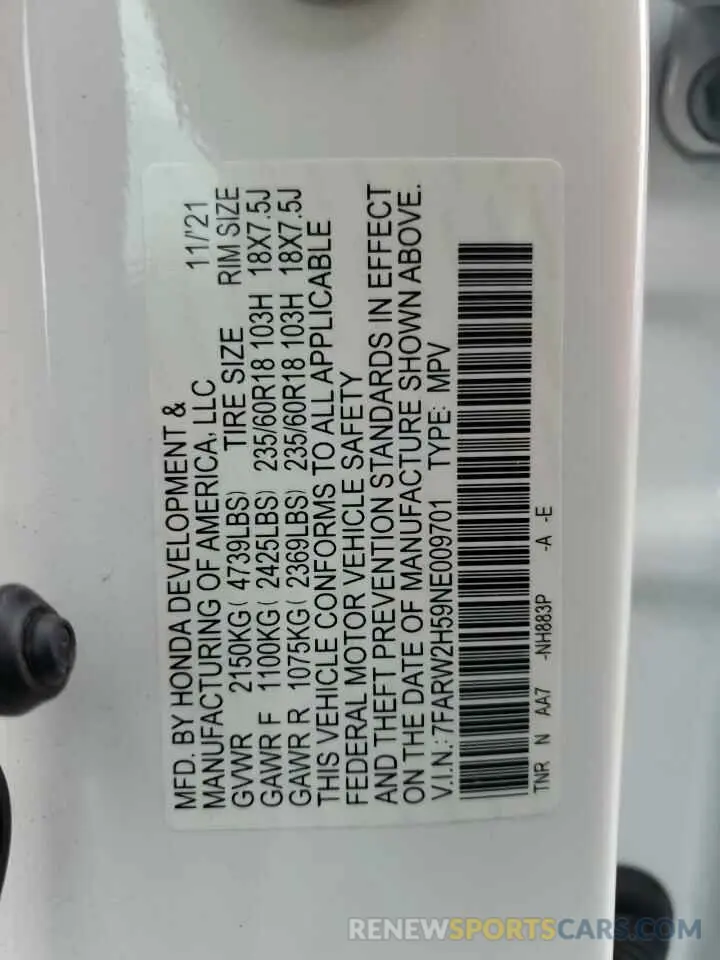 MFD. BY HONDA DEVELOPMENT &
MANUFACTURING OF AMERICA, LLC 11/'21
GVWR 2150KG( 4739LBS) TIRE SIZE RIM SIZE
GAWR F 1100KG( 2425LBS) 235/60R18 103H 18X7.5J
GAWR R 1075KG( 2369LBS) 235/60R18 103H 18X7.5J
THIS VEHICLE CONFORMS TO ALL APPLICABLE
FEDERAL MOTOR VEHICLE SAFETY
AND THEFT PREVENTION STANDARDS IN EFFECT
ON THE DATE OF MANUFACTURE SHOWN ABOVE.
V.I.N.: 7FARW2H59NE009701 TYPE: MPV
TNR N AA7 -NH883P -A -E
RENEWSPORTSCARS.COM